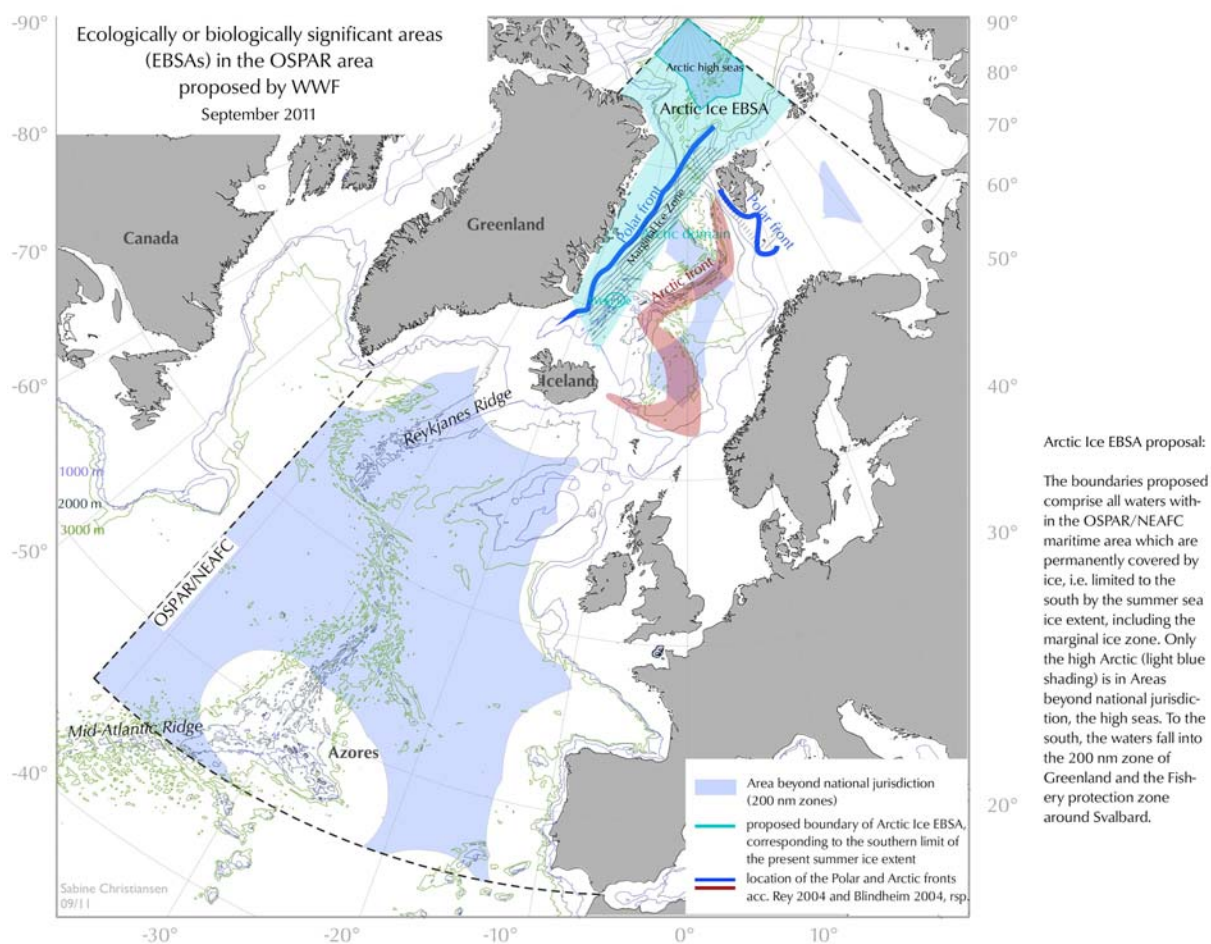 Ecologically or biologically significant areas
(EBSAs) in the OSPAR area
proposed by WWF
September 2011
-90°
-80°
-70°
-60°
-50°
-40°
-30°
-20°
-10°
0°
10°
20°
30°
40°
50°
60°
70°
80°
90°
Arctic high seas
Arctic Ice EBSA
Polar front
Marginal Ice Zone
domain
Polar front
Arctic front
Greenland
Canada
Iceland
Reykjanes Ridge
1000 m
2000 m
3000 m
OSPAR/NEAFC
Mid-Atlantic Ridge
Azores
Area beyond national jurisdiction
(200 nm zones)
proposed boundary of Arctic Ice EBSA,
corresponding to the southern limit of
the present summer ice extent
location of the Polar and Arctic fronts
acc. Rey 2004 and Blindheim 2004, rsp.
Sabine Christiansen
09/11
Arctic Ice EBSA proposal:
The boundaries proposed
comprise all waters with-
in the OSPAR/NEAFC
maritime area which are
permanently covered by
ice, i.e. limited to the
south by the summer sea
ice extent, including the
marginal ice zone. Only
the high Arctic (light blue
shading) is in Areas
beyond national jurisdic-
tion, the high seas. To the
south, the waters fall into
the 200 nm zone of
Greenland and the Fish-
ery protection zone
around Svalbard.